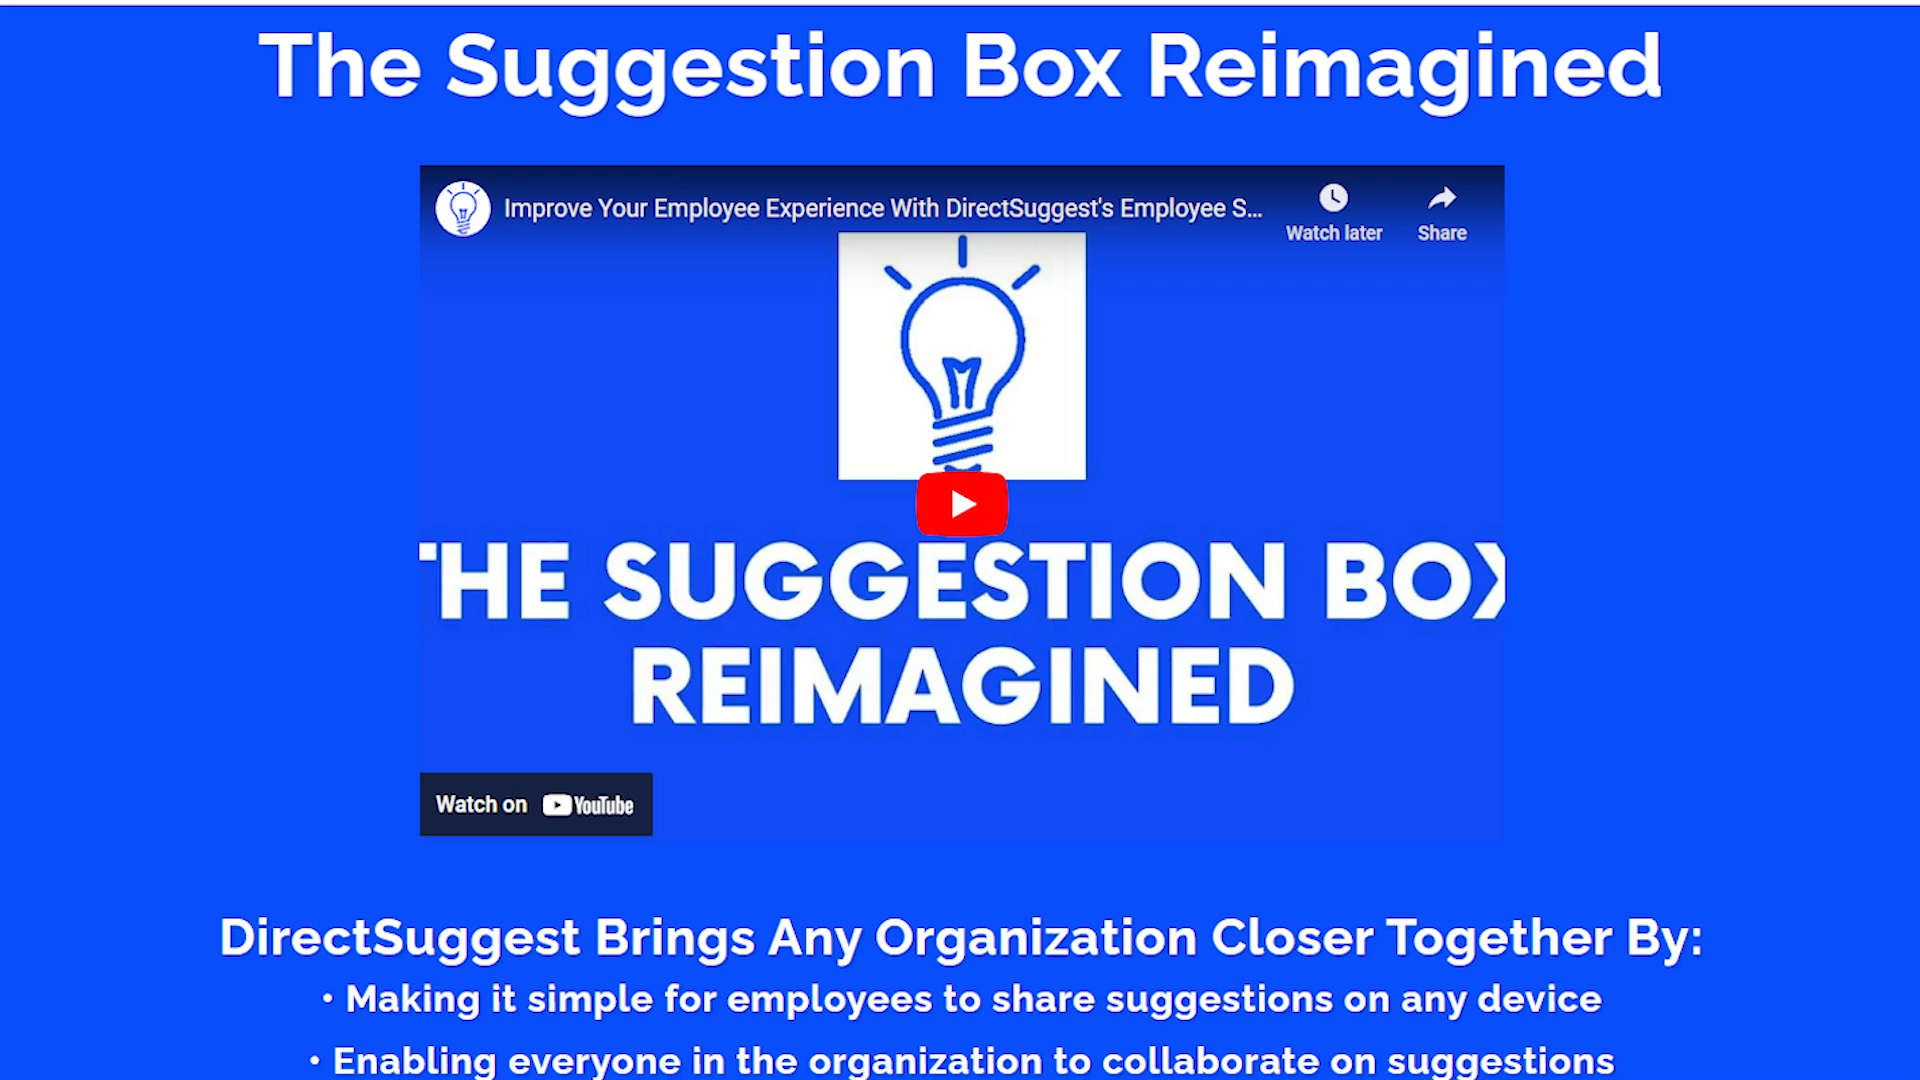 The Suggestion Box Reimagined
Improve Your Employee Experience With DirectSuggest's Employee S...
Watch later
Share
THE SUGGESTION BOX
REIMAGINED
Watch on YouTube
DirectSuggest Brings Any Organization Closer Together By:
• Making it simple for employees to share suggestions on any device
• Enabling everyone in the organization to collaborate on suggestions